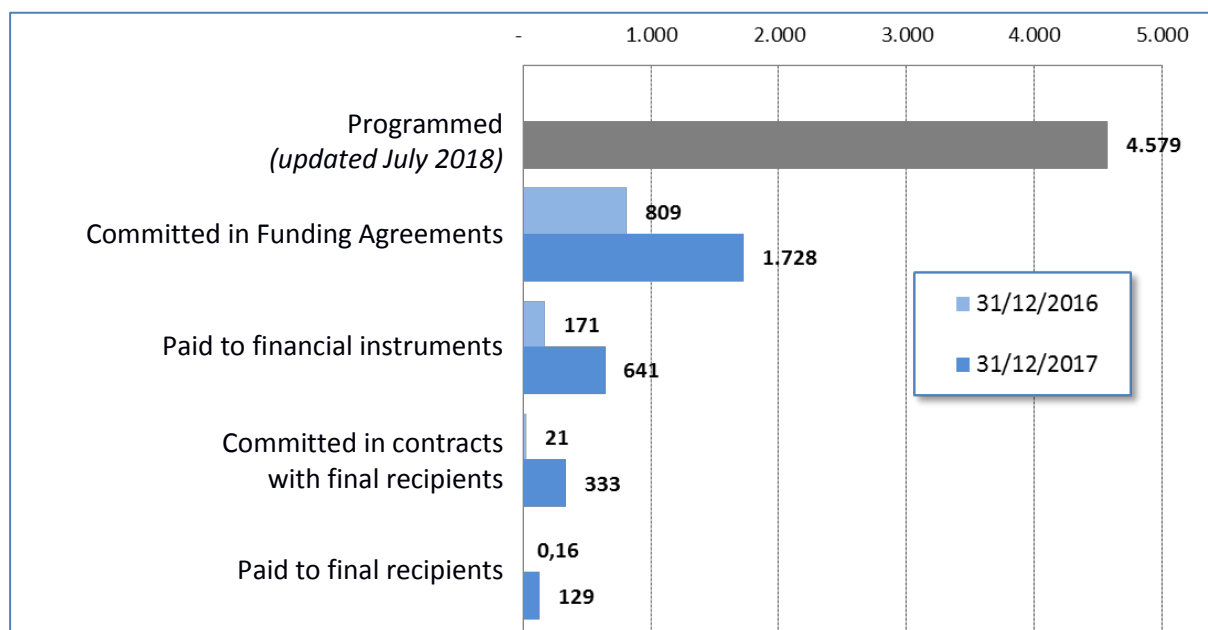 - 1.000 2.000 3.000 4.000 5.000
Programmed
(updated July 2018)
4.579
Committed in Funding Agreements
809
1.728
31/12/2016
31/12/2017
Paid to financial instruments
171
641
Committed in contracts
with final recipients
21
333
Paid to final recipients
0,16
129